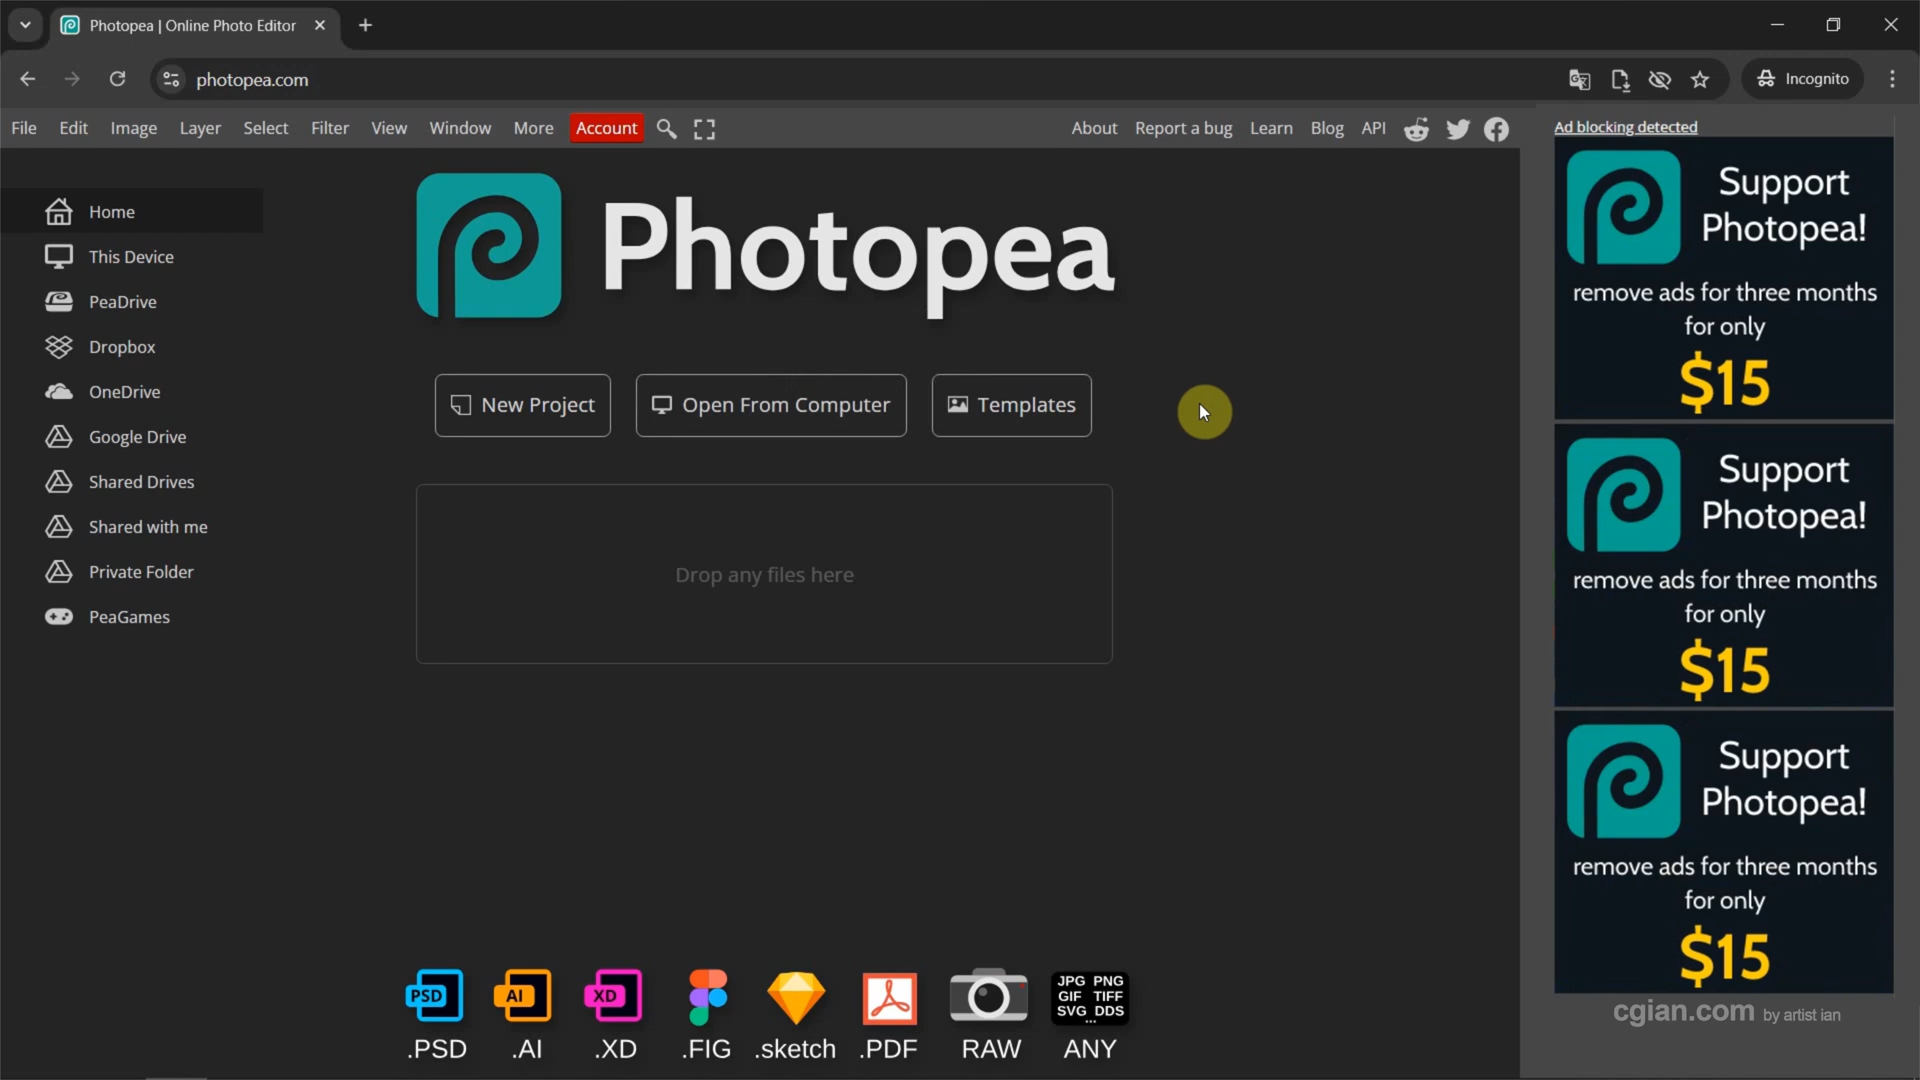 Photopea | Online Photo Editor
photopea.com
Incognito
File Edit Image Layer Select Filter View Window More Account
About Report a bug Learn Blog API
Ad blocking detected
Home
This Device
PeaDrive
Dropbox
OneDrive
Google Drive
Shared Drives
Shared with me
Private Folder
PeaGames
Photopea
New Project
Open From Computer
Templates
Drop any files here
PSD
AI
XD
JPG PNG
GIF TIFF
SVG DDS
...
.PSD
.AI
.XD
.FIG
.sketch
.PDF
RAW
ANY
Support
Photopea!
remove ads for three months
for only
$15
Support
Photopea!
remove ads for three months
for only
$15
Support
Photopea!
remove ads for three months
for only
$15
cgian.com by artist ian